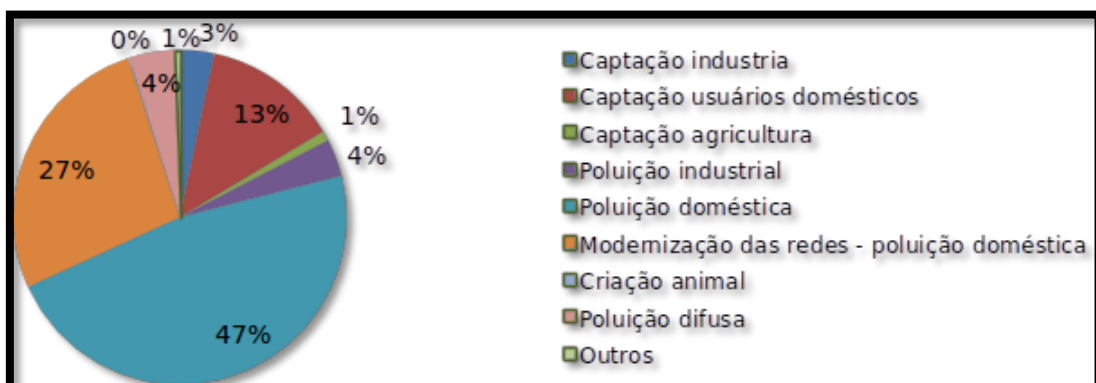 0% 1% 3%
4%
13%
1%
4%
27%
47%
Captação industria
Captação usuários domésticos
Captação agricultura
Poluição industrial
Poluição doméstica
Modernização das redes - poluição doméstica
Criação animal
Poluição difusa
Outros